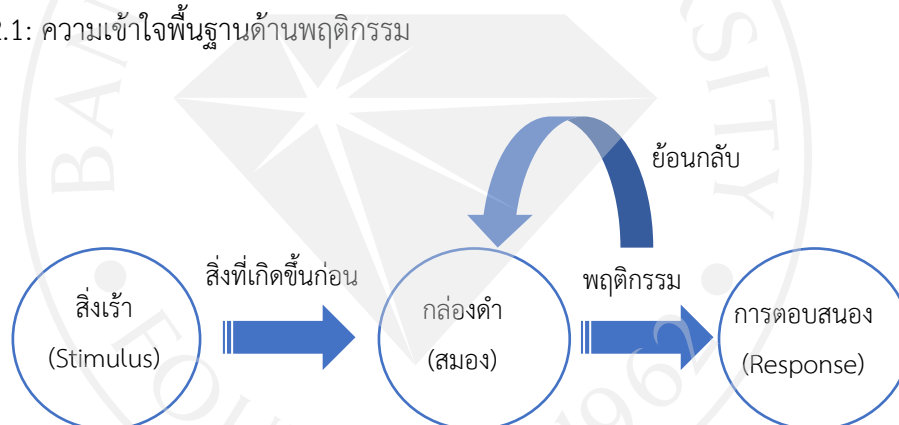 2.1: ความเข้าใจพื้นฐานด้านพฤติกรรม
ย้อนกลับ
สิ่งที่เกิดขึ้นก่อน
พฤติกรรม
สิ่งเร้า
(Stimulus)
กล่องดำ
(สมอง)
การตอบสนอง
(Response)
1962